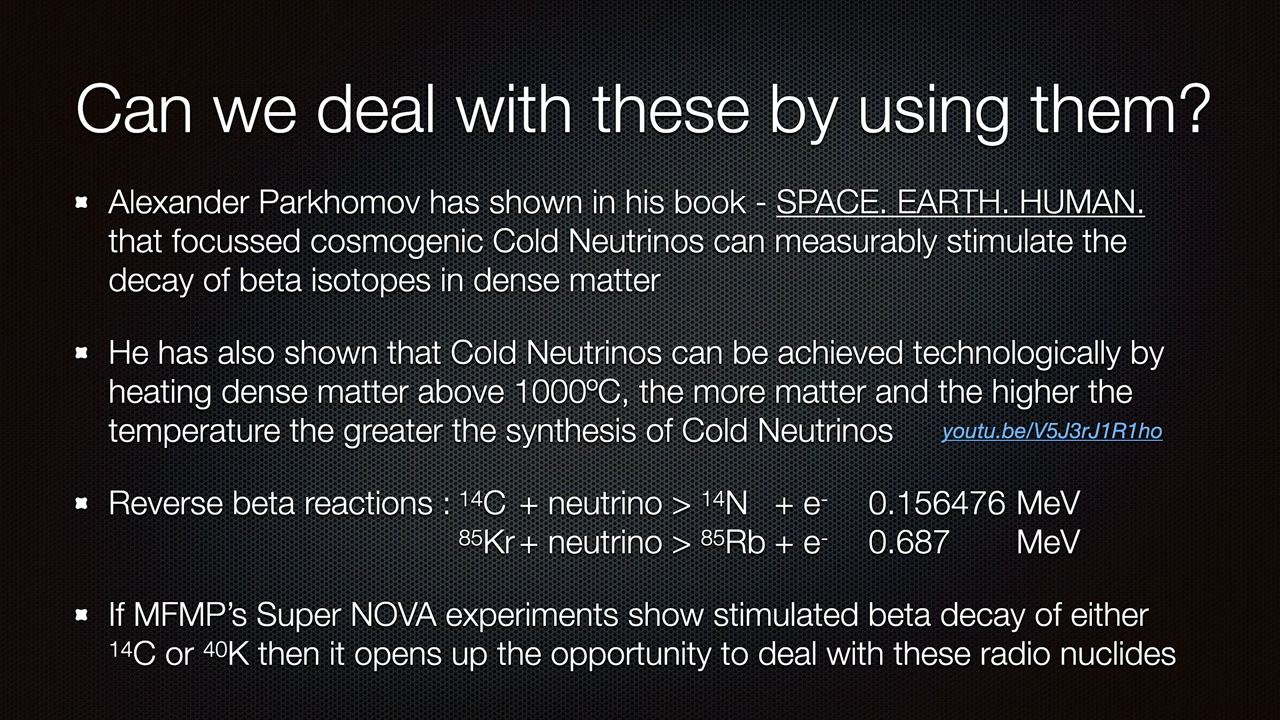 Can we deal with these by using them?
Alexander Parkhomov has shown in his book - SPACE. EARTH. HUMAN.
that focussed cosmogenic Cold Neutrinos can measurably stimulate the
decay of beta isotopes in dense matter
He has also shown that Cold Neutrinos can be achieved technologically by
heating dense matter above 1000ºC, the more matter and the higher the
temperature the greater the synthesis of Cold Neutrinos youtu.be/V5J3rJ1R1ho
Reverse beta reactions : ¹⁴C + neutrino > ¹⁴N + e⁻ 0.156476 MeV
⁸⁵Kr + neutrino > ⁸⁵Rb + e⁻ 0.687 MeV
If MFMP’s Super NOVA experiments show stimulated beta decay of either
¹⁴C or ⁴⁰K then it opens up the opportunity to deal with these radio nuclides